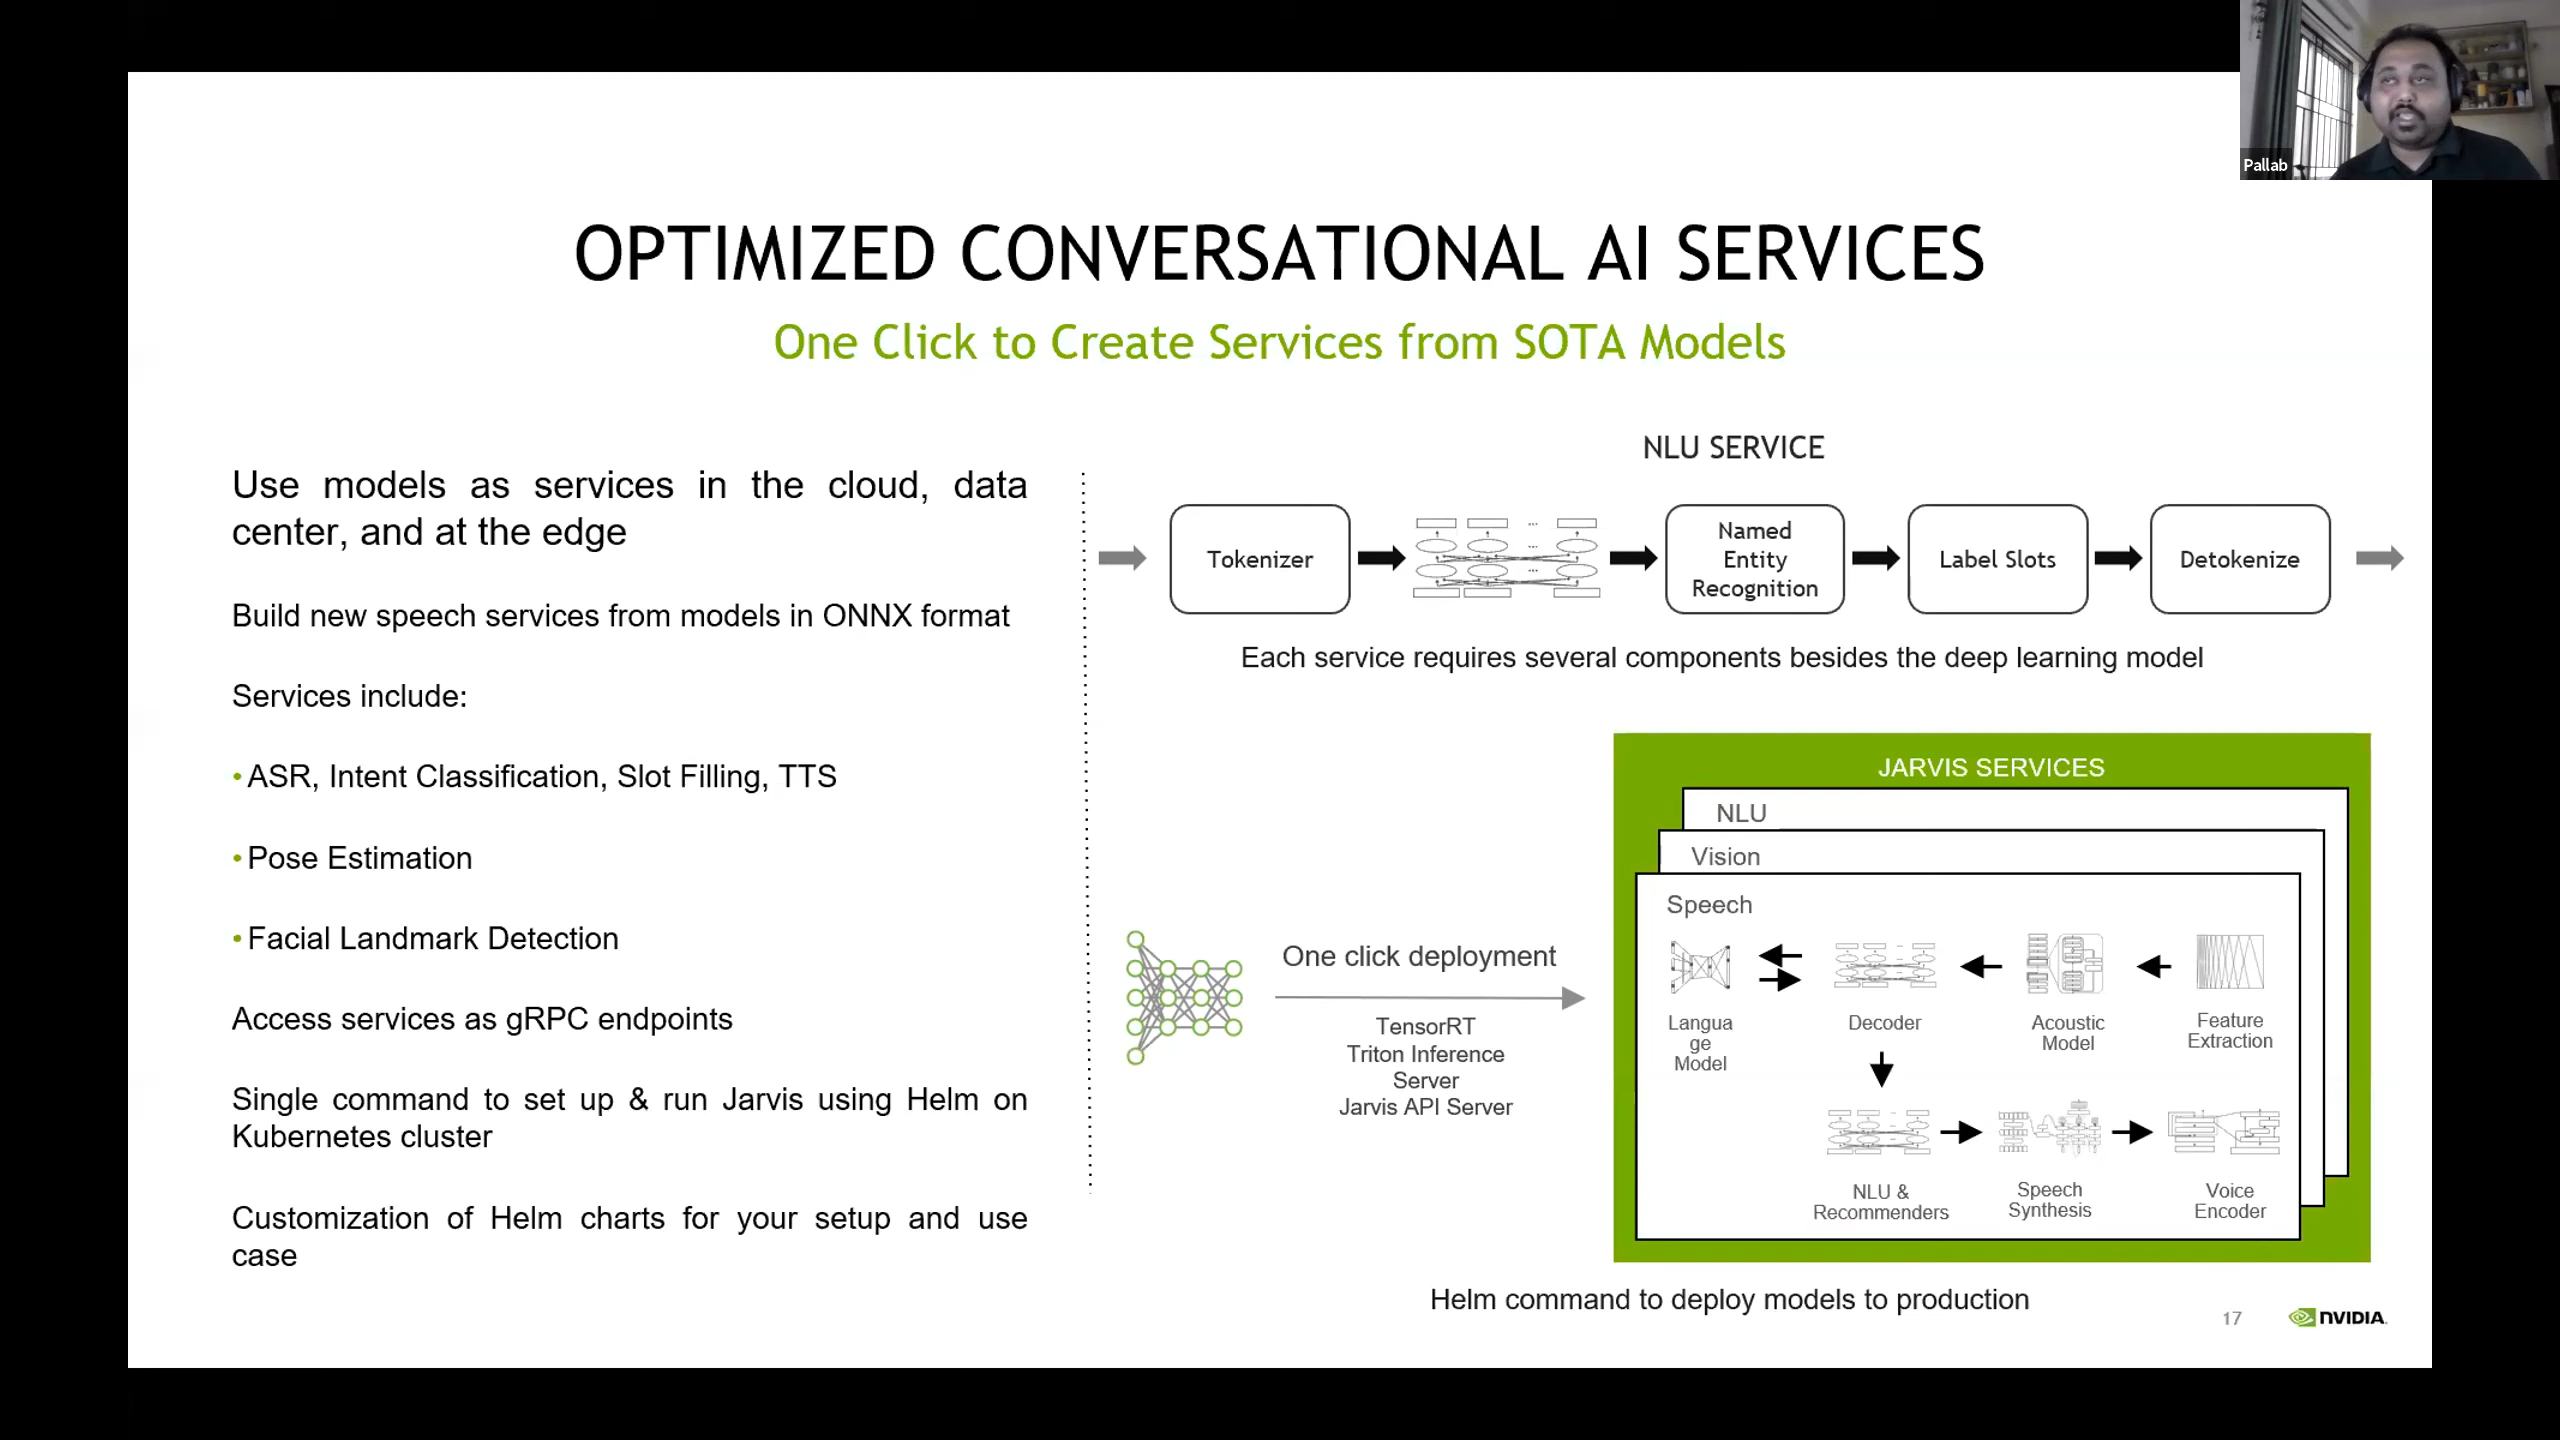 Pallab
OPTIMIZED CONVERSATIONAL AI SERVICES
One Click to Create Services from SOTA Models
Use models as services in the cloud, data
center, and at the edge
Build new speech services from models in ONNX format
Services include:
•ASR, Intent Classification, Slot Filling, TTS
•Pose Estimation
•Facial Landmark Detection
Access services as gRPC endpoints
Single command to set up & run Jarvis using Helm on
Kubernetes cluster
Customization of Helm charts for your setup and use
case
NLU SERVICE
Tokenizer
...
...
Named
Entity
Recognition
Label Slots
Detokenize
Each service requires several components besides the deep learning model
One click deployment
TensorRT
Triton Inference
Server
Jarvis API Server
JARVIS SERVICES
NLU
Vision
Speech
Langua
ge
Model
Decoder
Acoustic
Model
Feature
Extraction
NLU &
Recommenders
Speech
Synthesis
Voice
Encoder
Helm command to deploy models to production
17
NVIDIA.